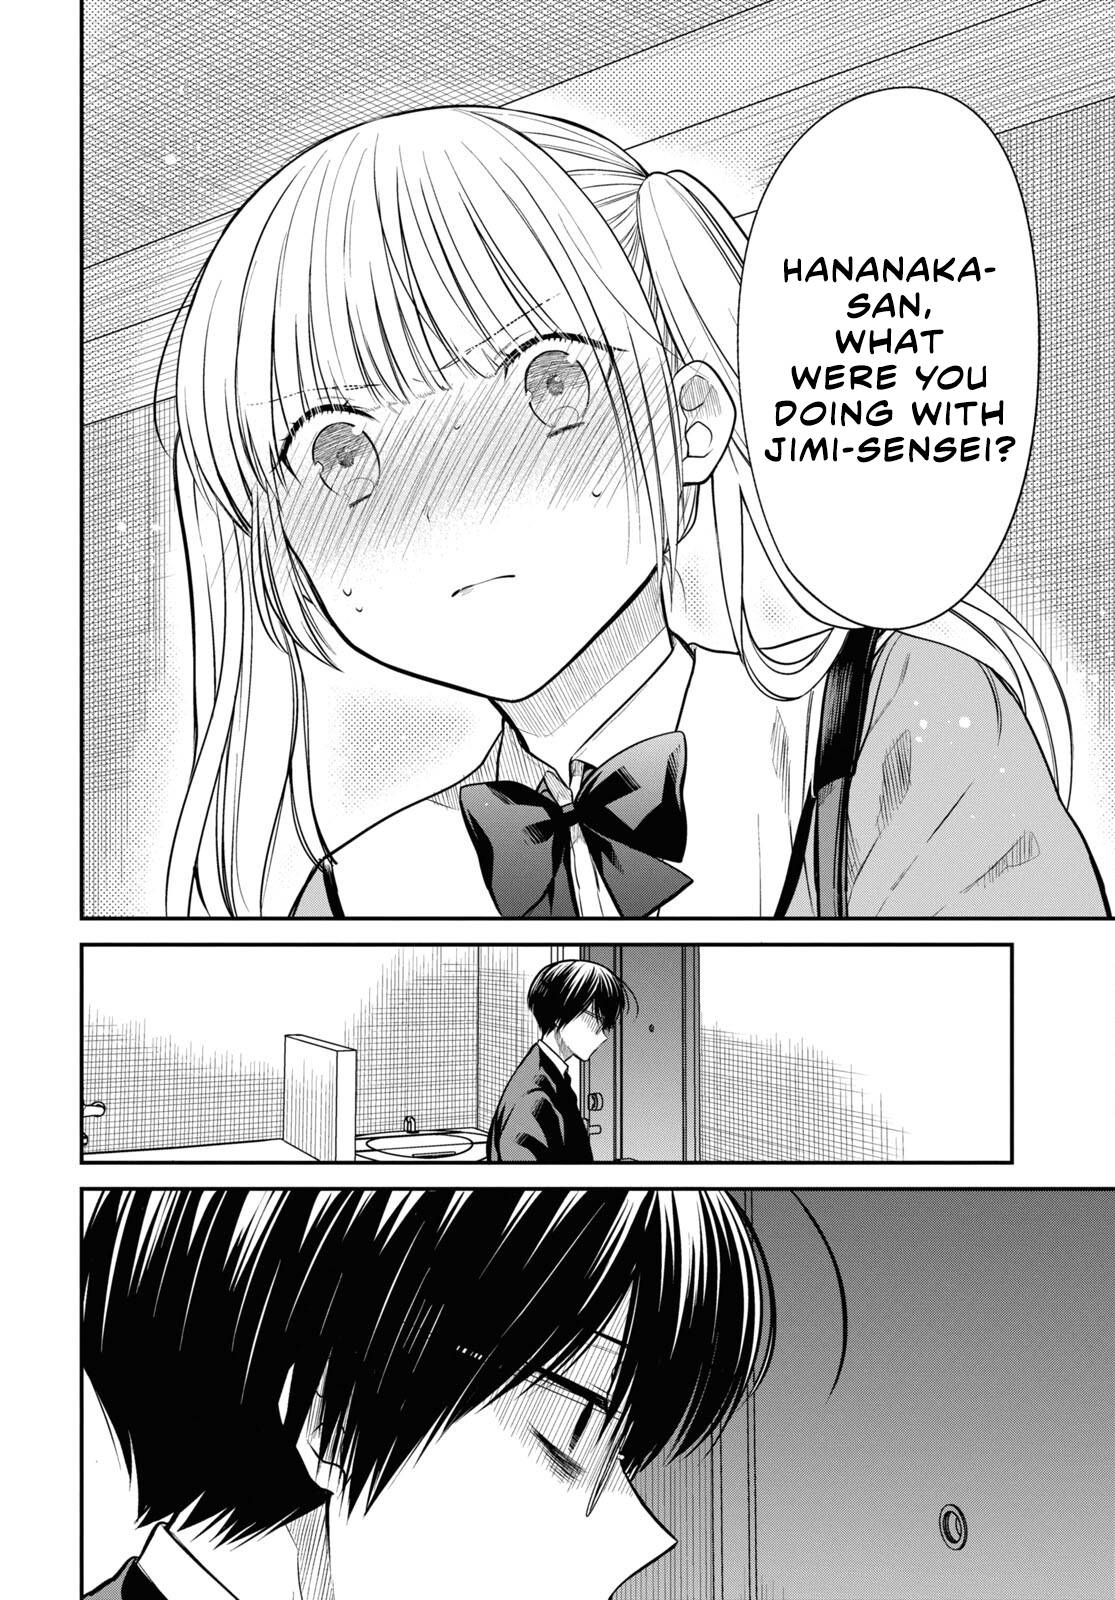 HANANAKA-
SAN,
WHAT
WERE YOU
DOING WITH
JIMI-SENSEI?